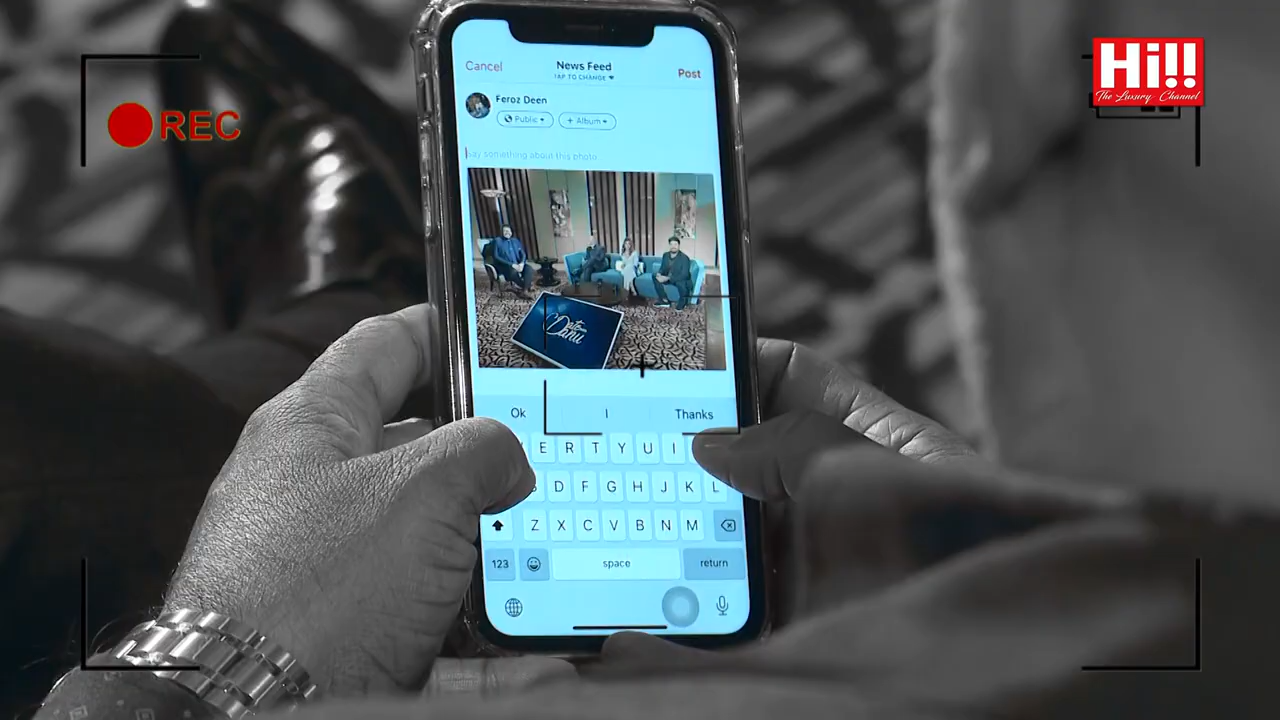 REC
Hi!!
The Luxury Channel
Cancel
News Feed
TAP TO CHANGE
Post
Feroz Deen
Public
+ Album
Say something about this photo
Danu
Ok I Thanks
E R T Y U I
D F G H J K L
Z X C V B N M
123 space return